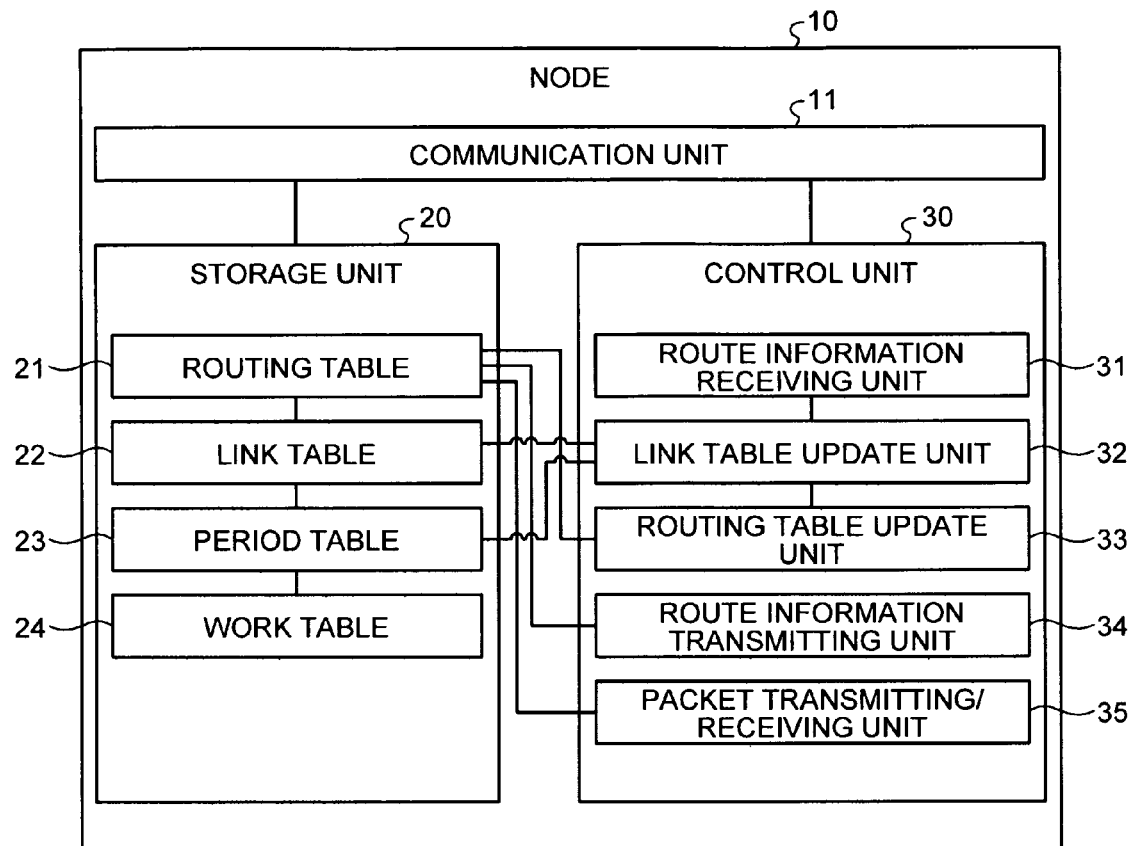 10
NODE
11
COMMUNICATION UNIT
20
STORAGE UNIT
21
ROUTING TABLE
22
LINK TABLE
23
PERIOD TABLE
24
WORK TABLE
30
CONTROL UNIT
ROUTE INFORMATION
RECEIVING UNIT
31
LINK TABLE UPDATE UNIT
32
ROUTING TABLE UPDATE
UNIT
33
ROUTE INFORMATION
TRANSMITTING UNIT
34
PACKET TRANSMITTING/
RECEIVING UNIT
35